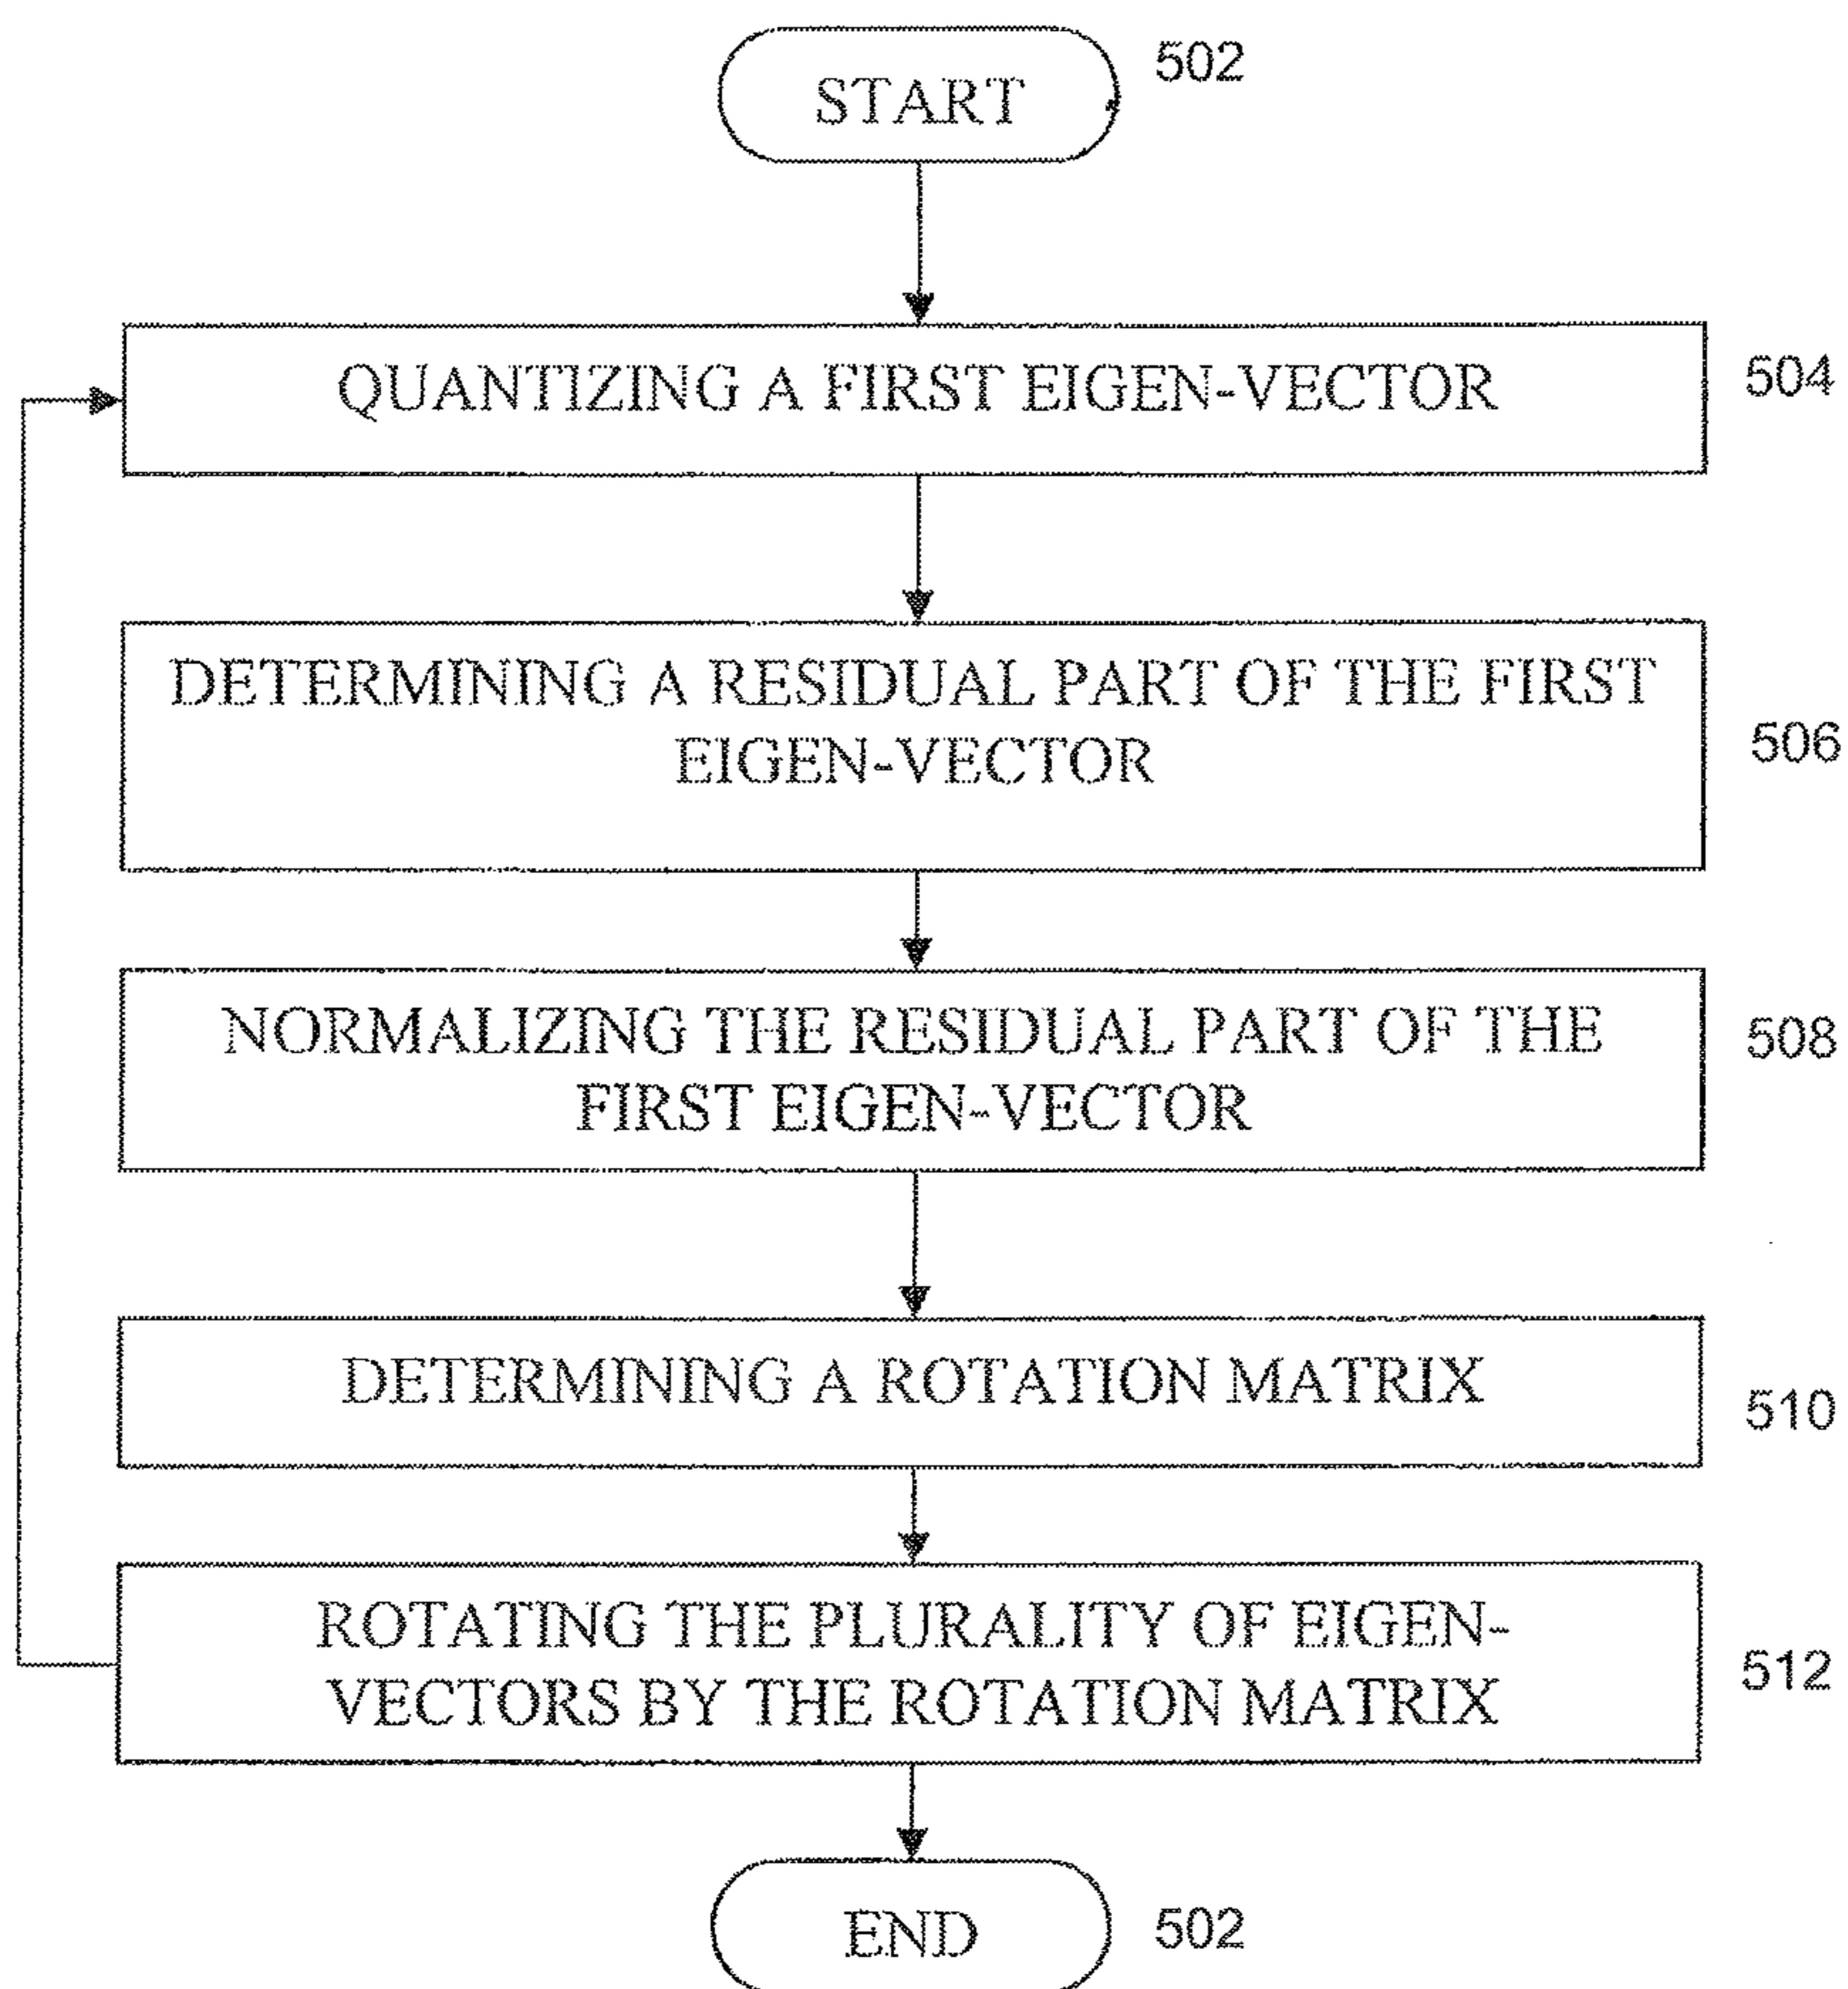 START
502
QUANTIZING A FIRST EIGEN-VECTOR
504
DETERMINING A RESIDUAL PART OF THE FIRST
EIGEN-VECTOR
506
NORMALIZING THE RESIDUAL PART OF THE
FIRST EIGEN-VECTOR
508
DETERMINING A ROTATION MATRIX
510
ROTATING THE PLURALITY OF EIGEN-
VECTORS BY THE ROTATION MATRIX
512
END
502